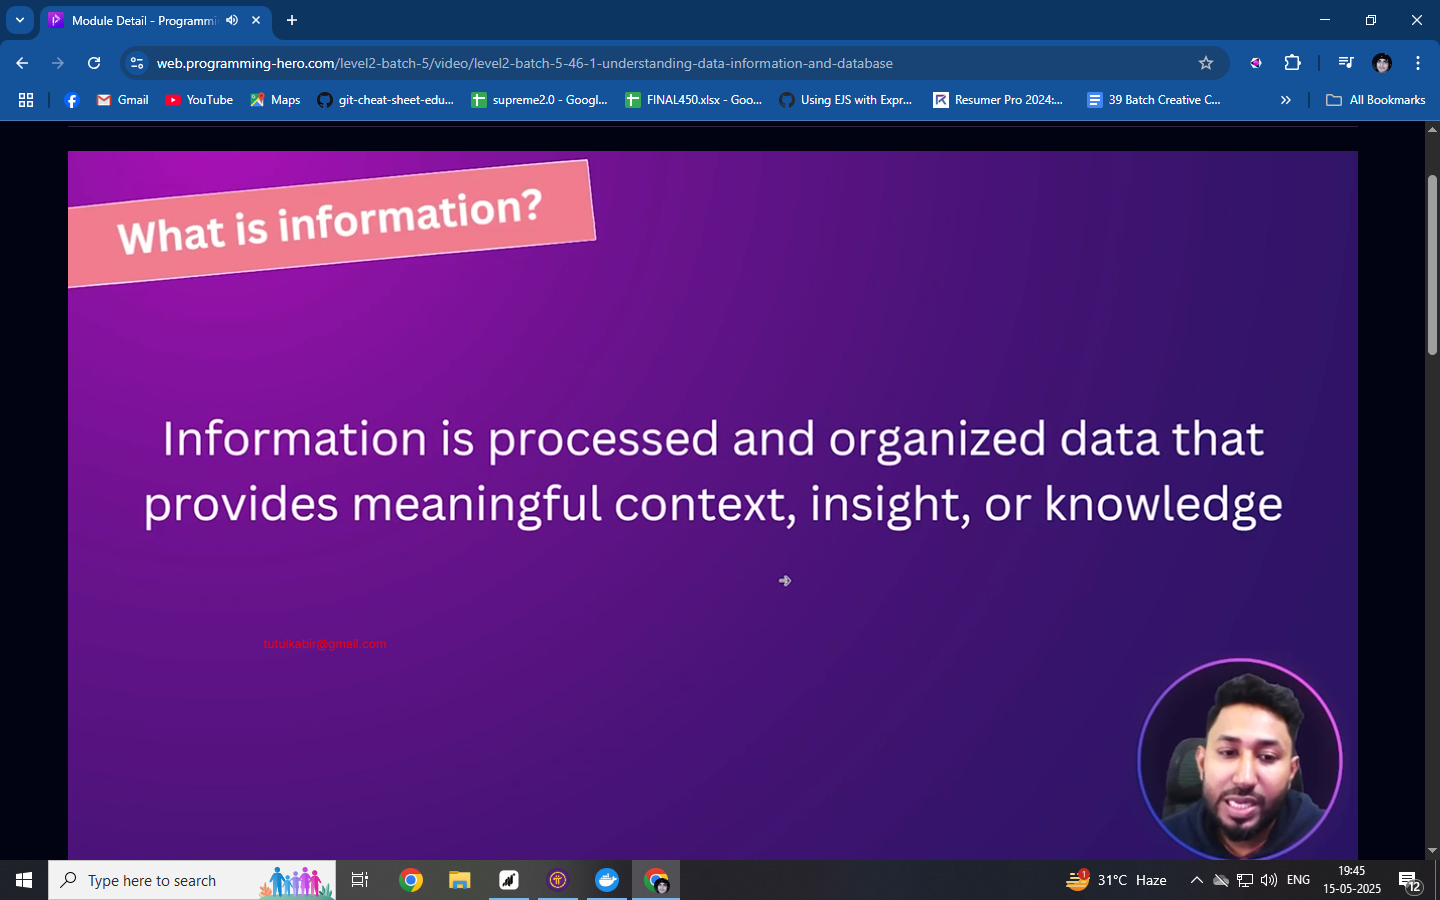 Module Detail - Programmi
web.programming-hero.com/level2-batch-5/video/level2-batch-5-46-1-understanding-data-information-and-database
Gmail
YouTube
Maps
git-cheat-sheet-edu...
supreme2.0 - Googl...
FINAL450.xlsx - Goo...
Using EJS with Expr...
Resumer Pro 2024:...
39 Batch Creative C...
All Bookmarks
What is information?
Information is processed and organized data that
provides meaningful context, insight, or knowledge
tutulkabir@gmail.com
Type here to search
1
31°C Haze
ENG
19:45
15-05-2025
12